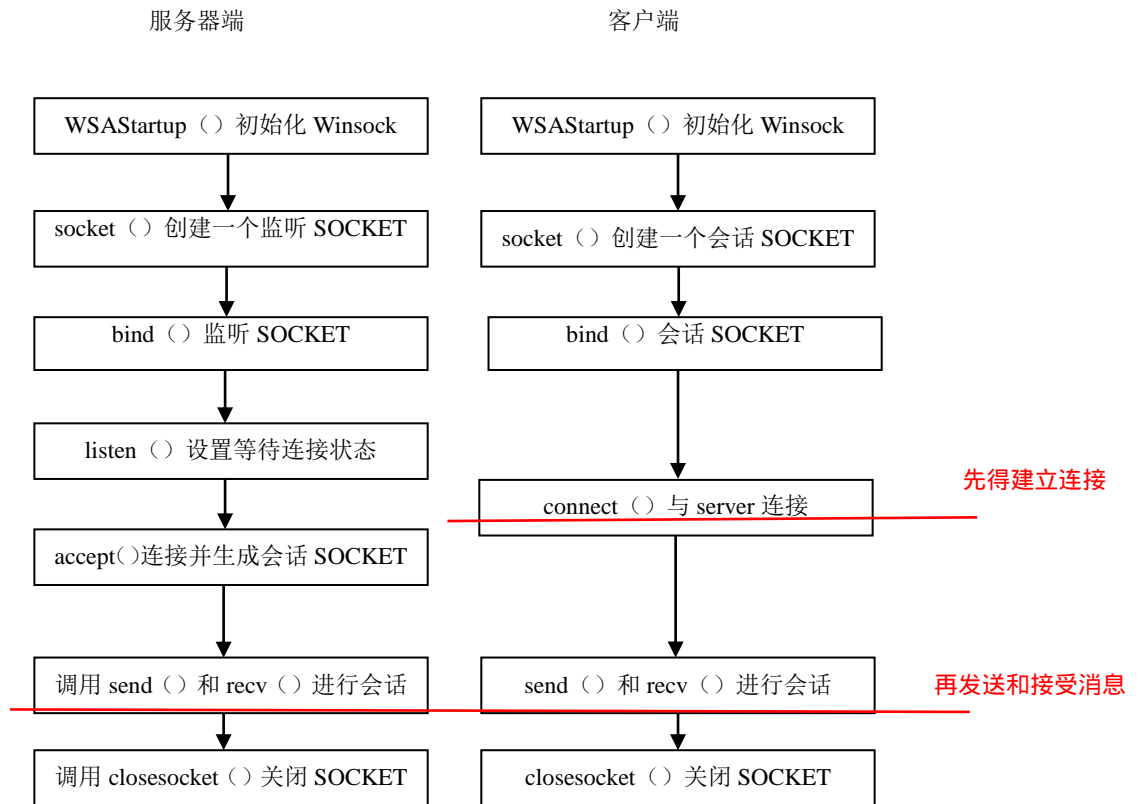 服务器端
客户端
WSAStartup（）初始化 Winsock
WSAStartup（）初始化 Winsock
socket（）创建一个监听 SOCKET
socket（）创建一个会话 SOCKET
bind（）监听 SOCKET
bind（）会话 SOCKET
listen（）设置等待连接状态
先得建立连接
connect（）与 server 连接
accept()连接并生成会话 SOCKET
调用 send（）和 recv（）进行会话
send（）和 recv（）进行会话
再发送和接受消息
调用 closesocket（）关闭 SOCKET
closesocket（）关闭 SOCKET